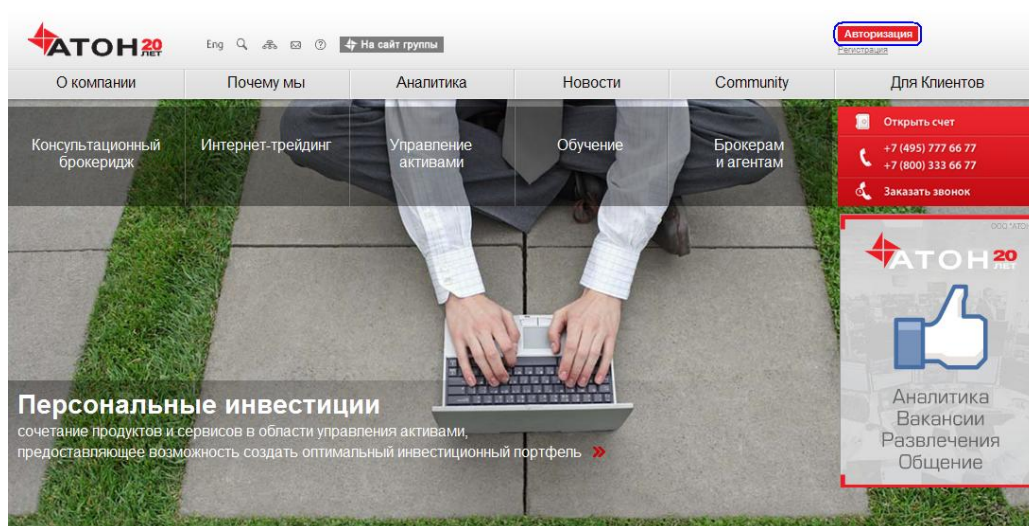 АТОН 20 ЛЕТ
Eng
На сайт группы
Авторизация
Регистрация
О компании
Почему мы
Аналитика
Новости
Community
Для Клиентов
Консультационный
брокеридж
Интернет-трейдинг
Управление
активами
Обучение
Брокерам
и агентам
Открыть счет
+7 (495) 777 66 77
+7 (800) 333 66 77
Заказать звонок
ООО "АТО
АТОН 20 ЛЕТ
Аналитика
Вакансии
Развлечения
Общение
Персональные инвестиции
сочетание продуктов и сервисов в области управления активами,
предоставляющее возможность создать оптимальный инвестиционный портфель »